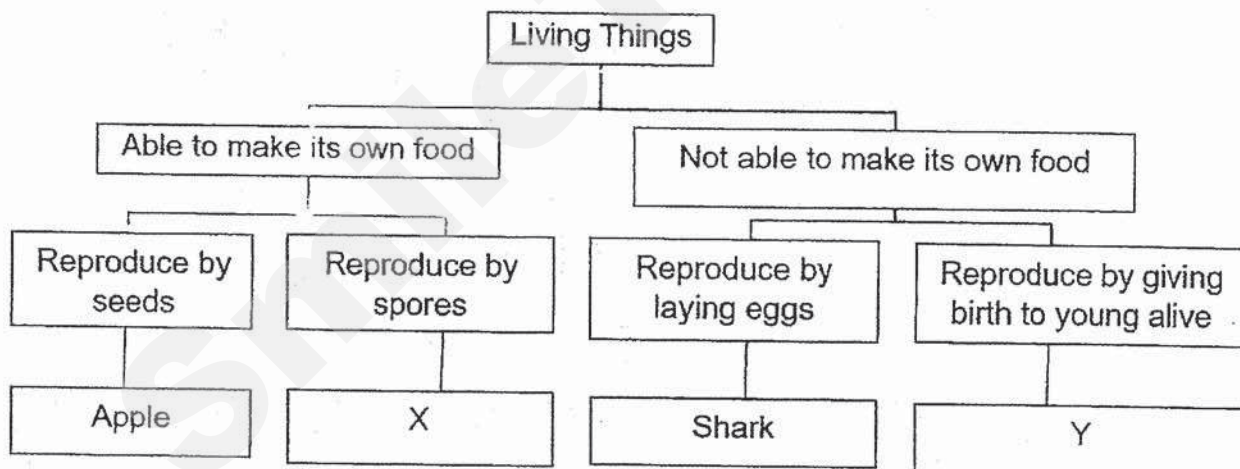 Living Things
Able to make its own food
Not able to make its own food
Reproduce by
seeds
Reproduce by
spores
Reproduce by
laying eggs
Reproduce by giving
birth to young alive
Apple
X
Shark
Y
Smile